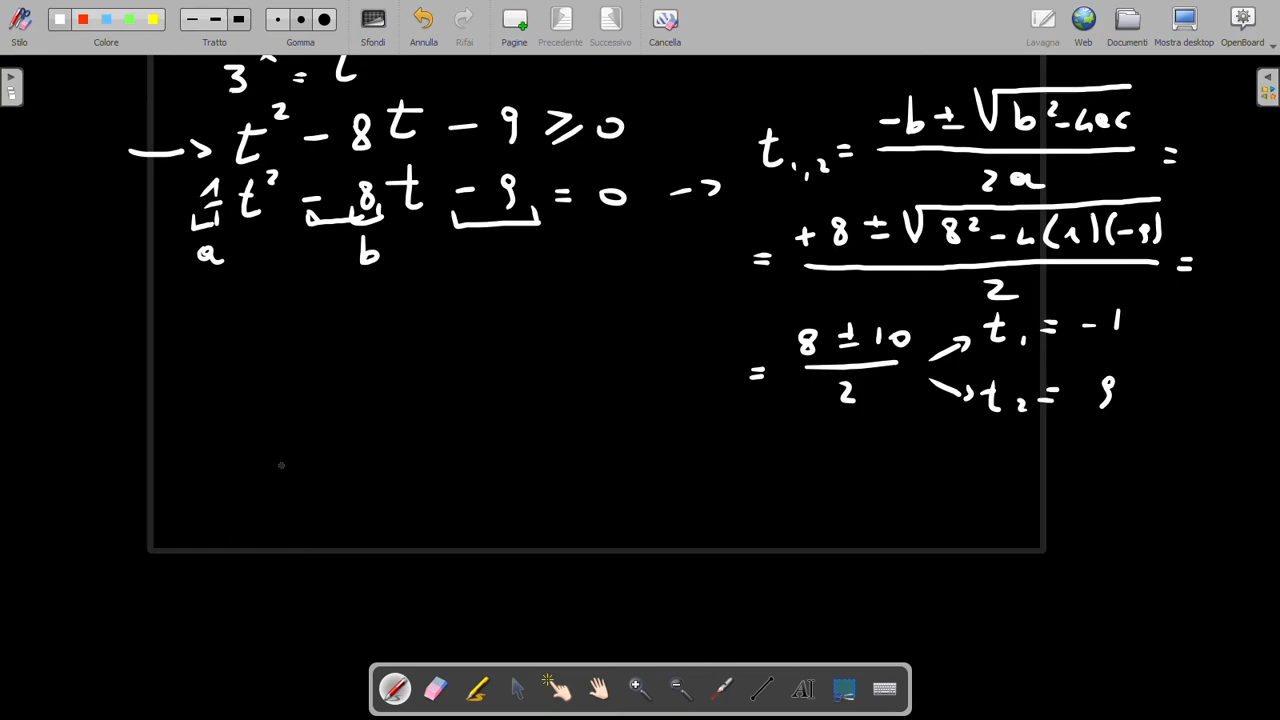 Stilo
Colore
Tratto
Gomma
Sfondi
Annulla
Rifai
Pagine
Precedente
Successivo
Cancella
Lavagna
Web
Documenti
Mostra desktop
OpenBoard
3^x = t
→ t² - 8t - 9 ⩾ 0
1t² - 8t - 9 = 0 →
a b
t₁,₂ = (-b ± √(b² - 4ac)) / 2a =
= (+8 ± √(8² - 4(1)(-9))) / 2 =
= (8 ± 10) / 2
t₁ = -1
t₂ = 9
AI